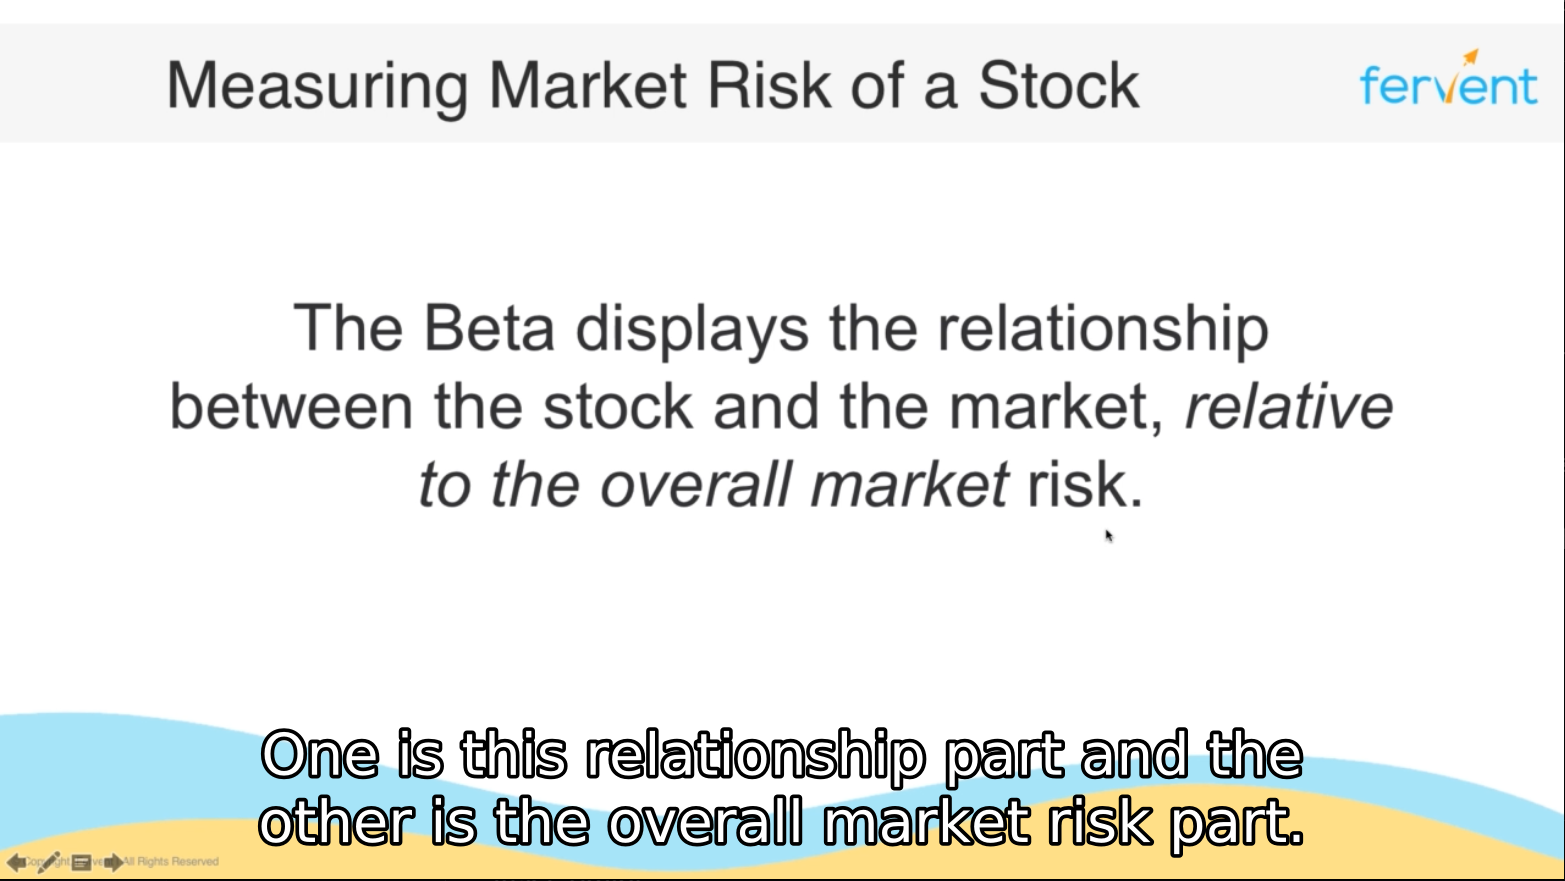 Measuring Market Risk of a Stock
fervent
The Beta displays the relationship
between the stock and the market, relative
to the overall market risk.
One is this relationship part and the
other is the overall market risk part.
All Rights Reserved